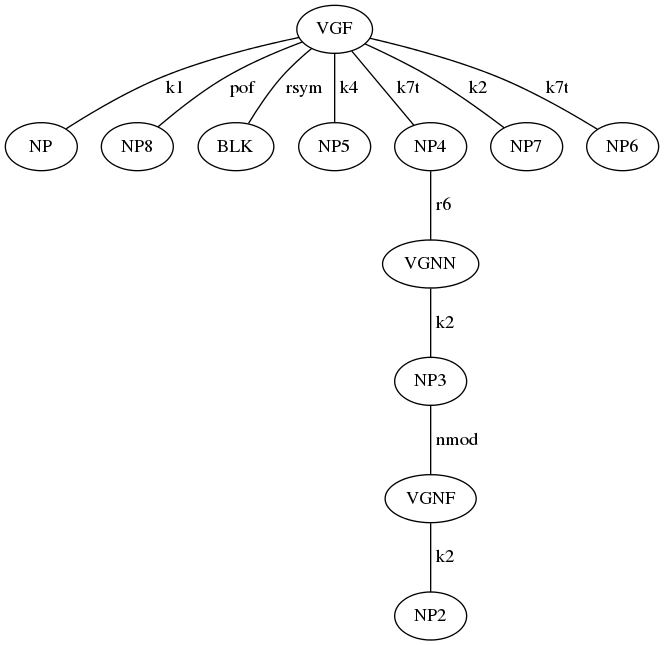 VGF
k1 pof rsym k4 k7t k2 k7t
NP NP8 BLK NP5 NP4 NP7 NP6
r6
VGNN
k2
NP3
nmod
VGNF
k2
NP2